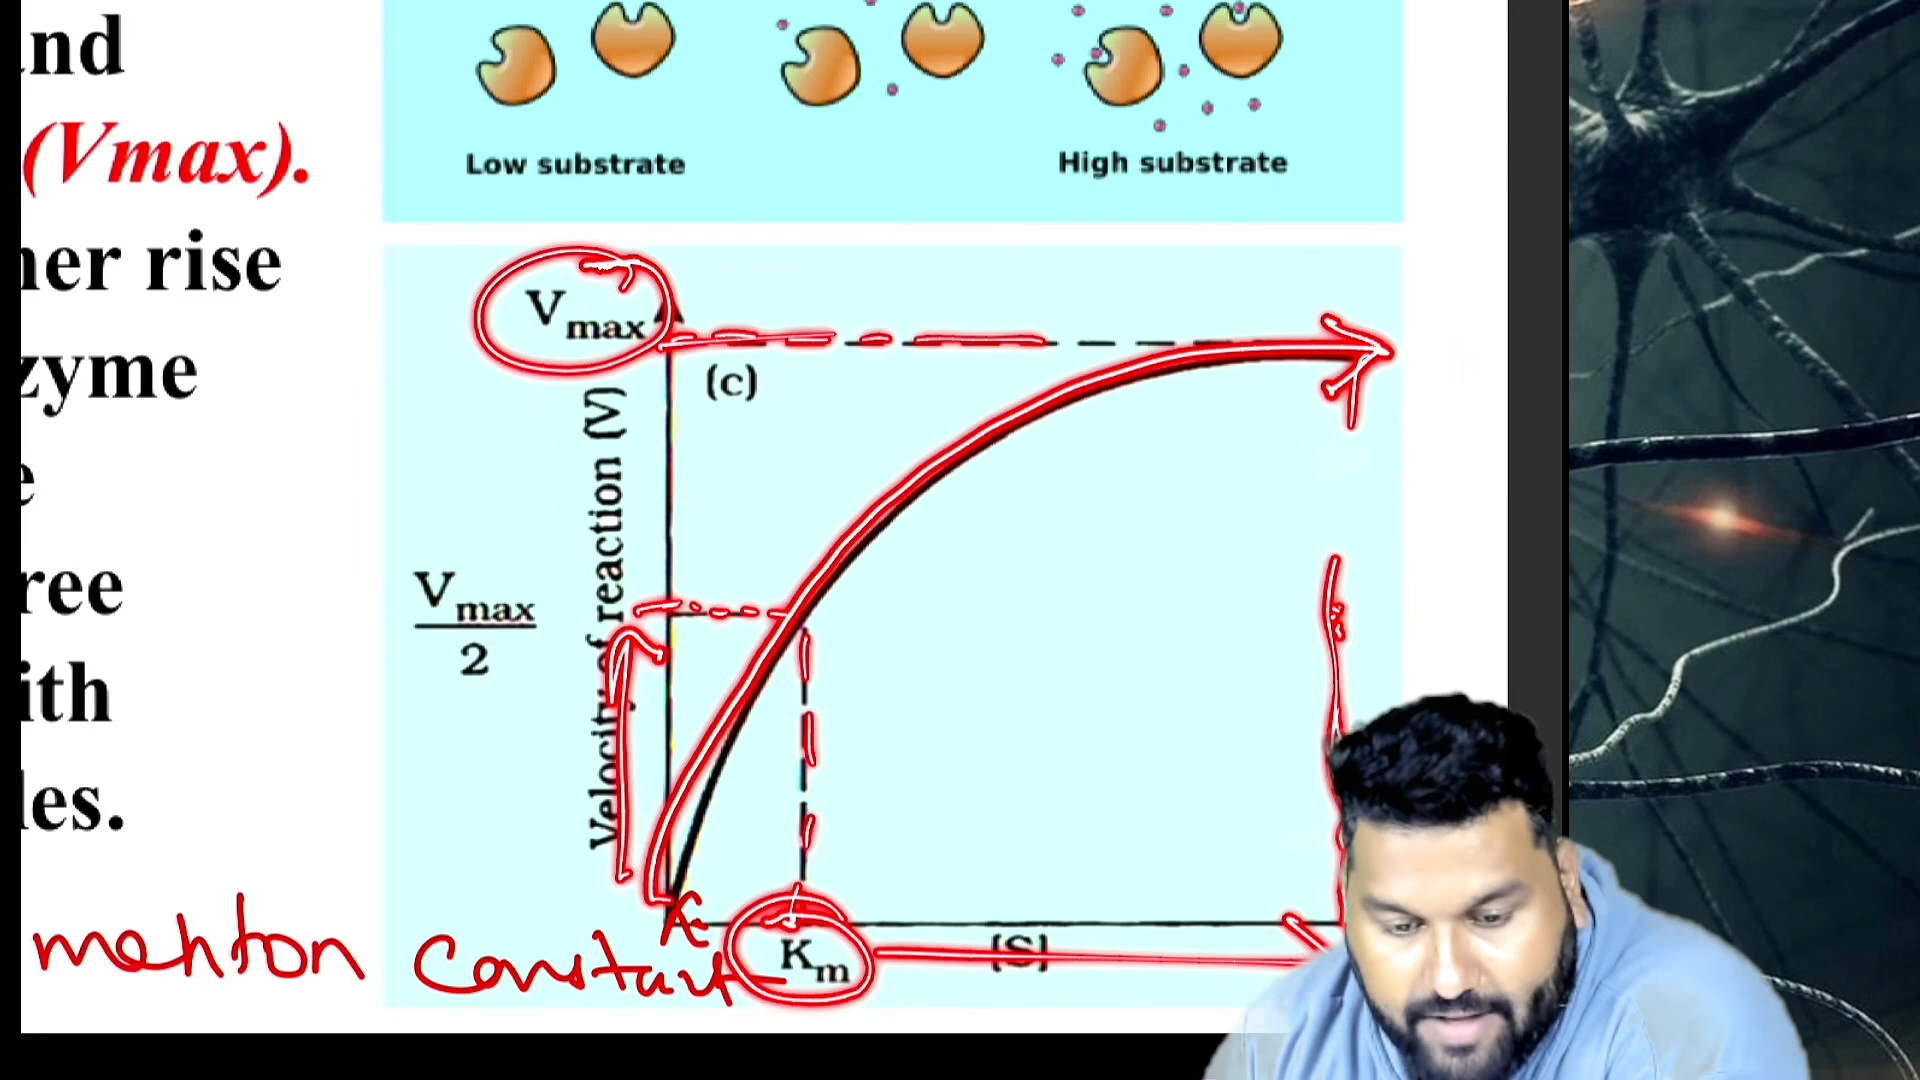 nd
(Vmax).
her rise
zyme
e
ree
ith
les.
Low substrate
High substrate
Vmax
(c)
Velocity of reaction (V)
Vmax
2
Km
(S)
Constant